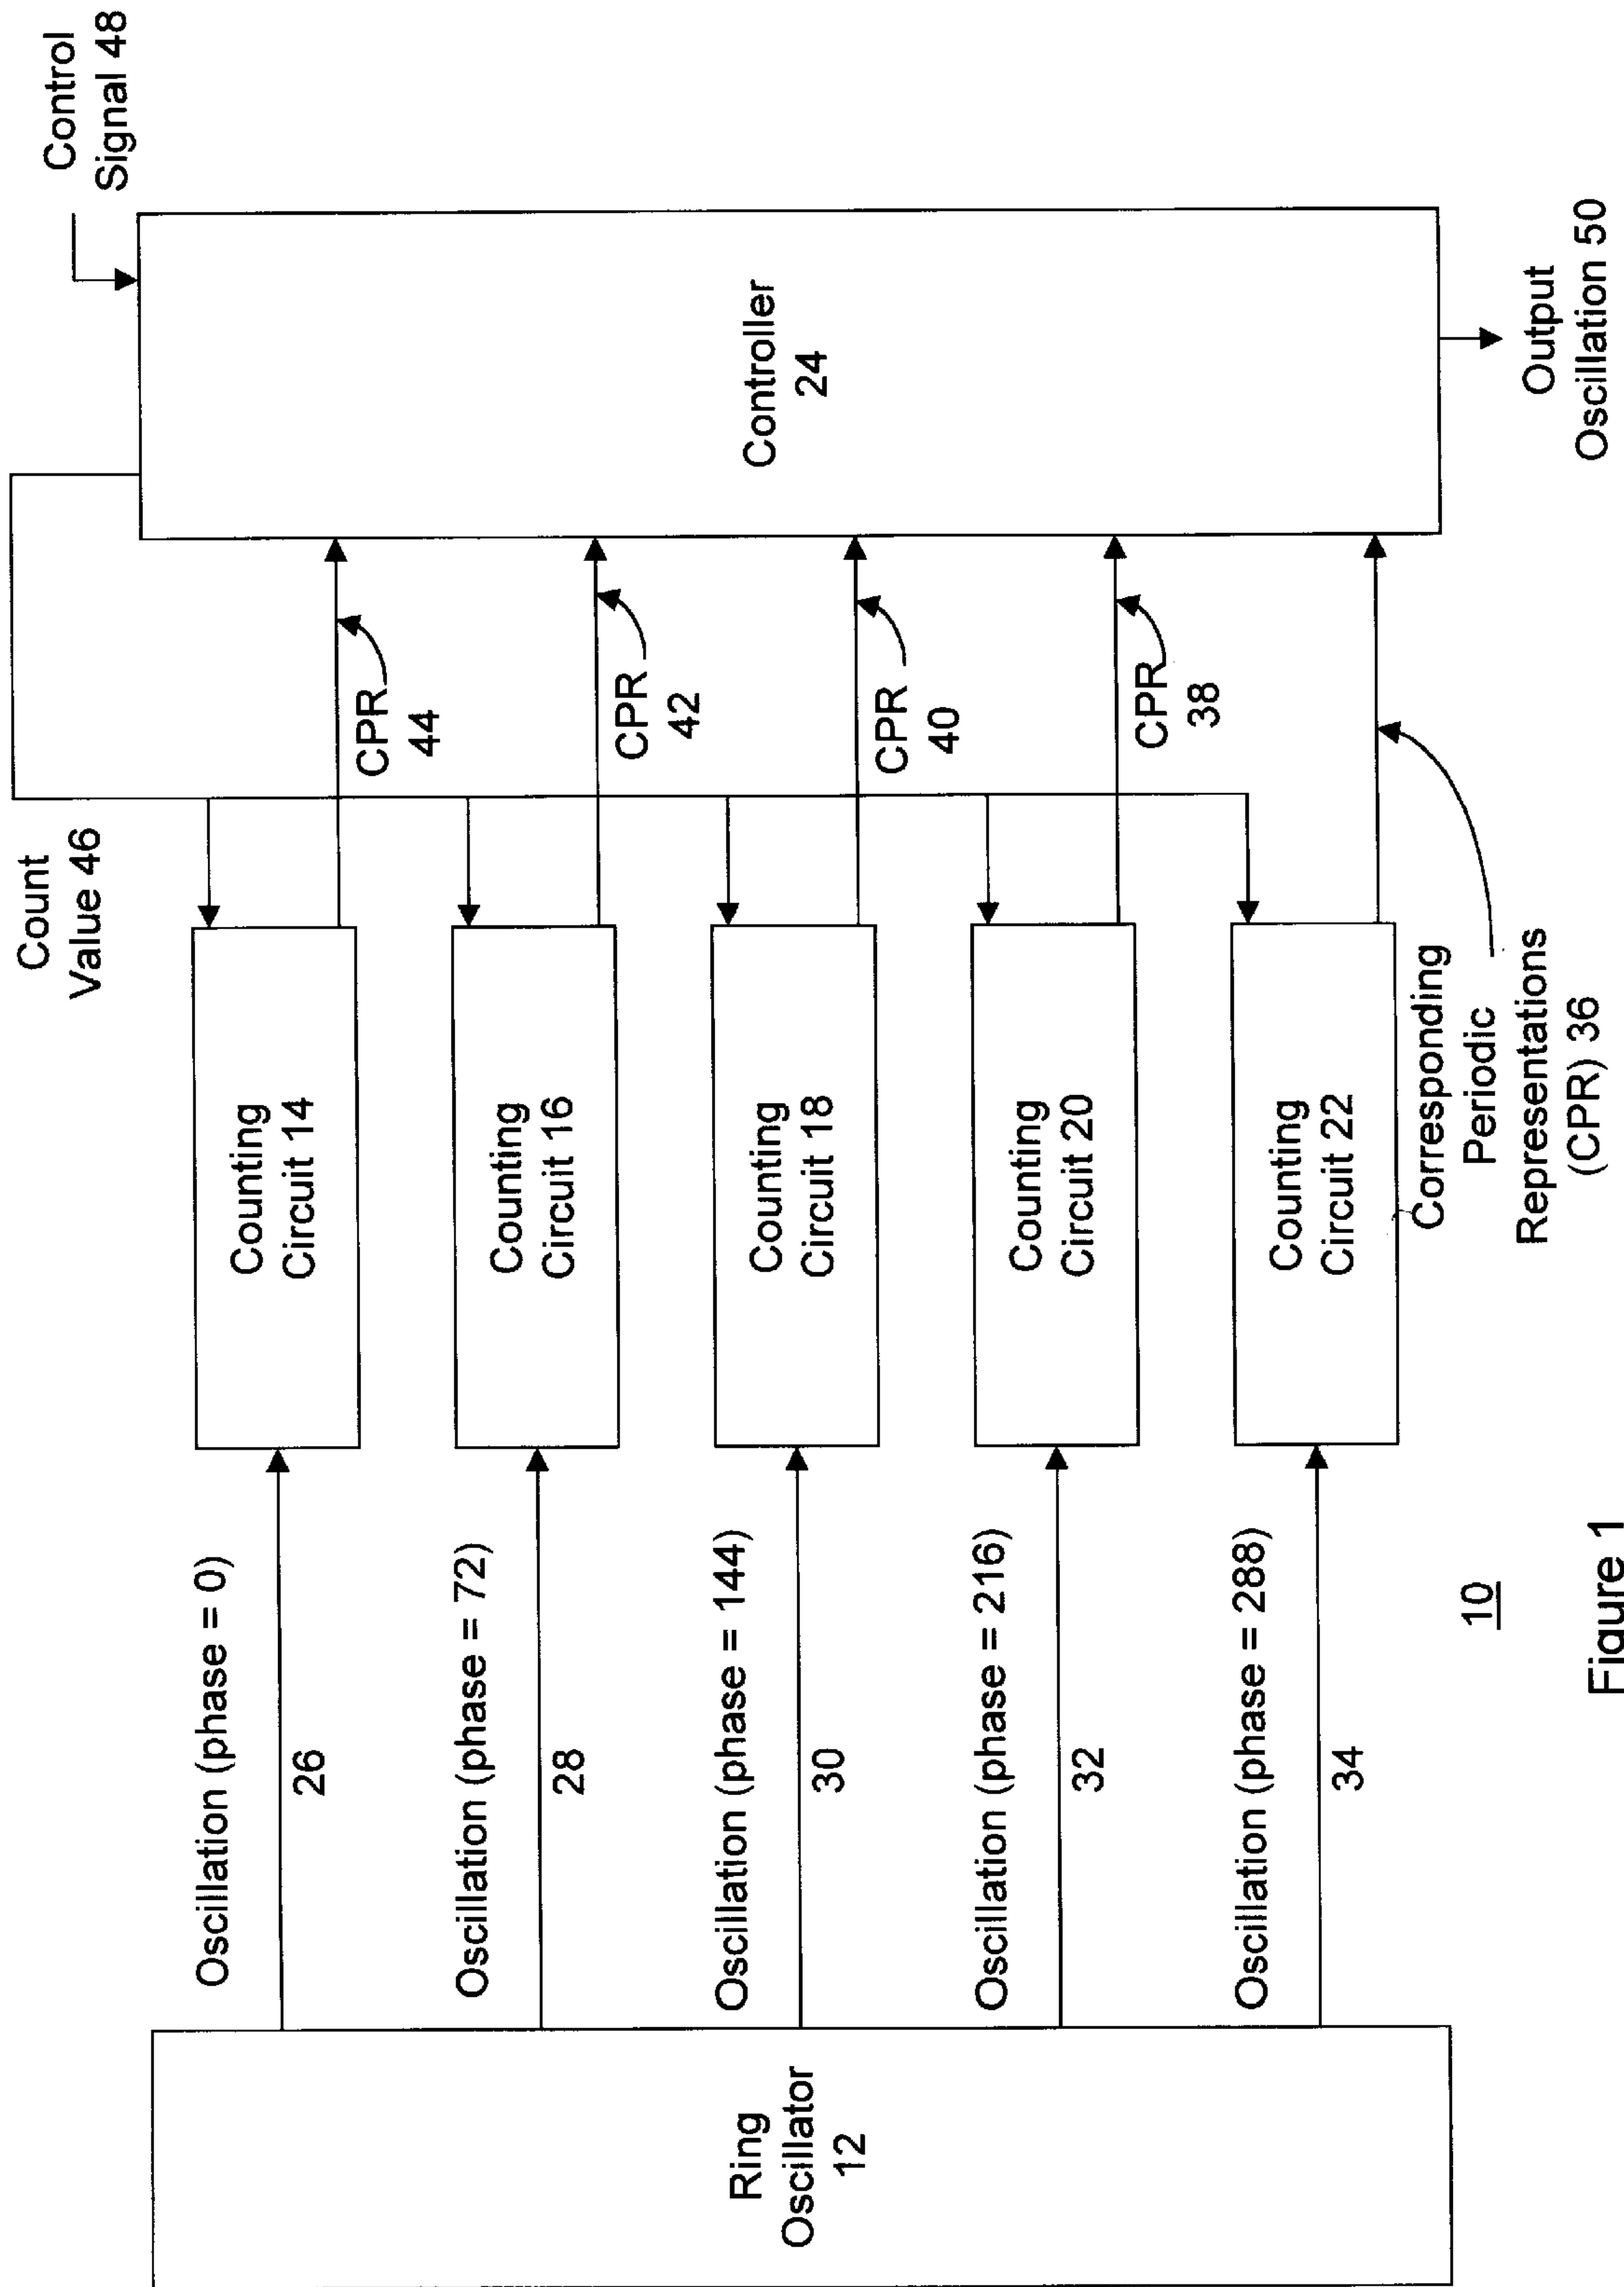 Control
Signal 48
Count
Value 46
Ring
Oscillator
12
Oscillation (phase = 0)
26
Counting
Circuit 14
CPR
44
Oscillation (phase = 72)
28
Counting
Circuit 16
CPR
42
Oscillation (phase = 144)
30
Counting
Circuit 18
CPR
40
Oscillation (phase = 216)
32
Counting
Circuit 20
CPR
38
Oscillation (phase = 288)
34
Counting
Circuit 22
Corresponding
Periodic
Representations
(CPR) 36
Controller
24
Output
Oscillation 50
10
Figure 1